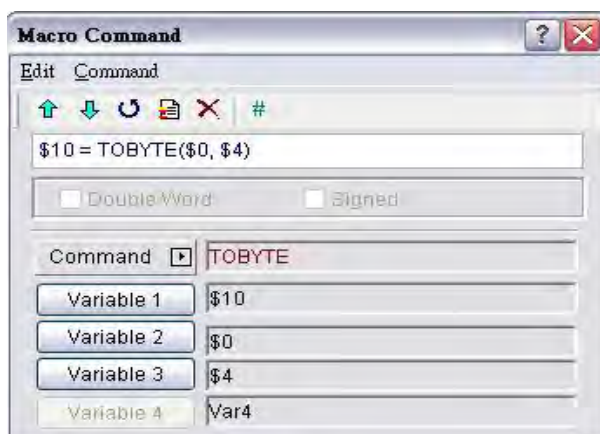 Macro Command ?
Edit Command
#
$10 = TOBYTE($0, $4)
Double Word Signed
Command TOBYTE
Variable 1 $10
Variable 2 $0
Variable 3 $4
Variable 4 Var4